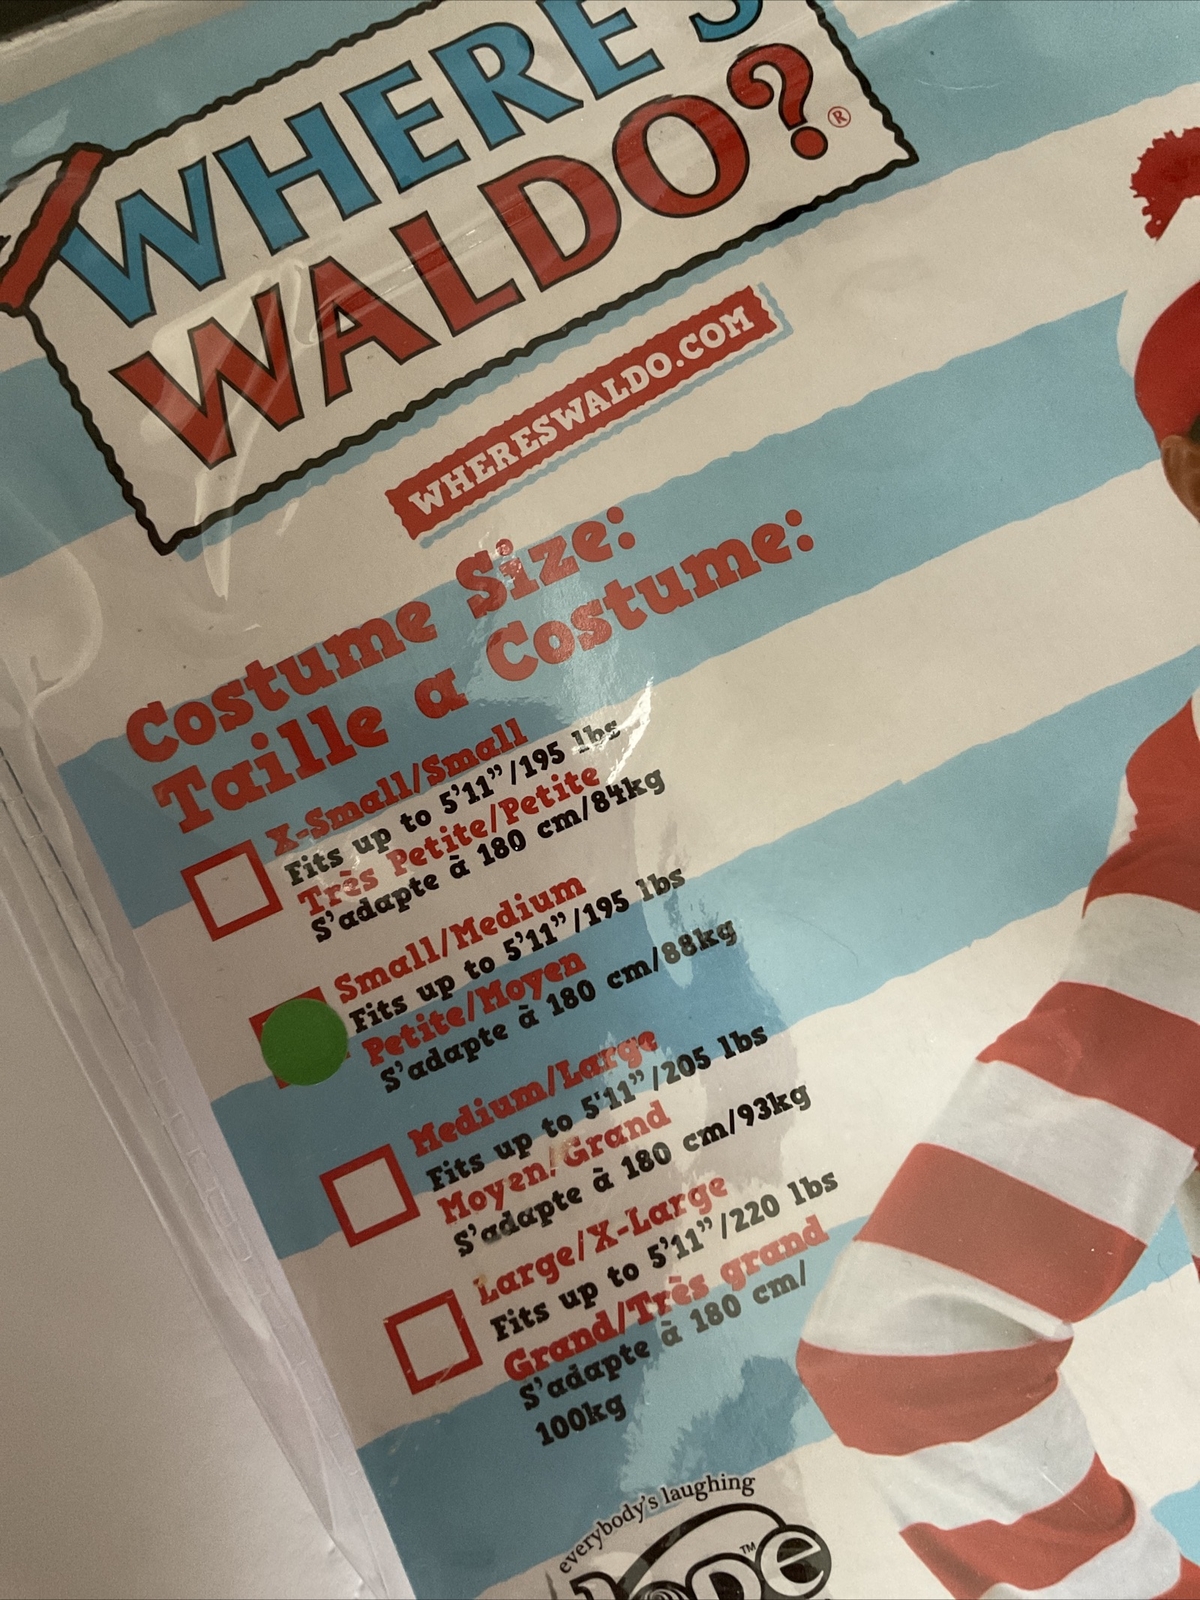 WHERE'S
WALDO?®
WHERESWALDO.COM
Costume Size:
Taille a Costume:
X-Small/Small
Fits up to 5'11”/195 lbs
Très Petite/Petite
S'adapte à 180 cm/84kg
Small/Medium
Fits up to 5'11”/195 lbs
Petite/Moyen
S'adapte à 180 cm/88kg
Medium/Large
Fits up to 5'11”/205 lbs
Moyen/Grand
S'adapte à 180 cm/93kg
Large/X-Large
Fits up to 5'11”/220 lbs
Grand/Très grand
S'adapte à 180 cm/
100kg
everybody's laughing
TM